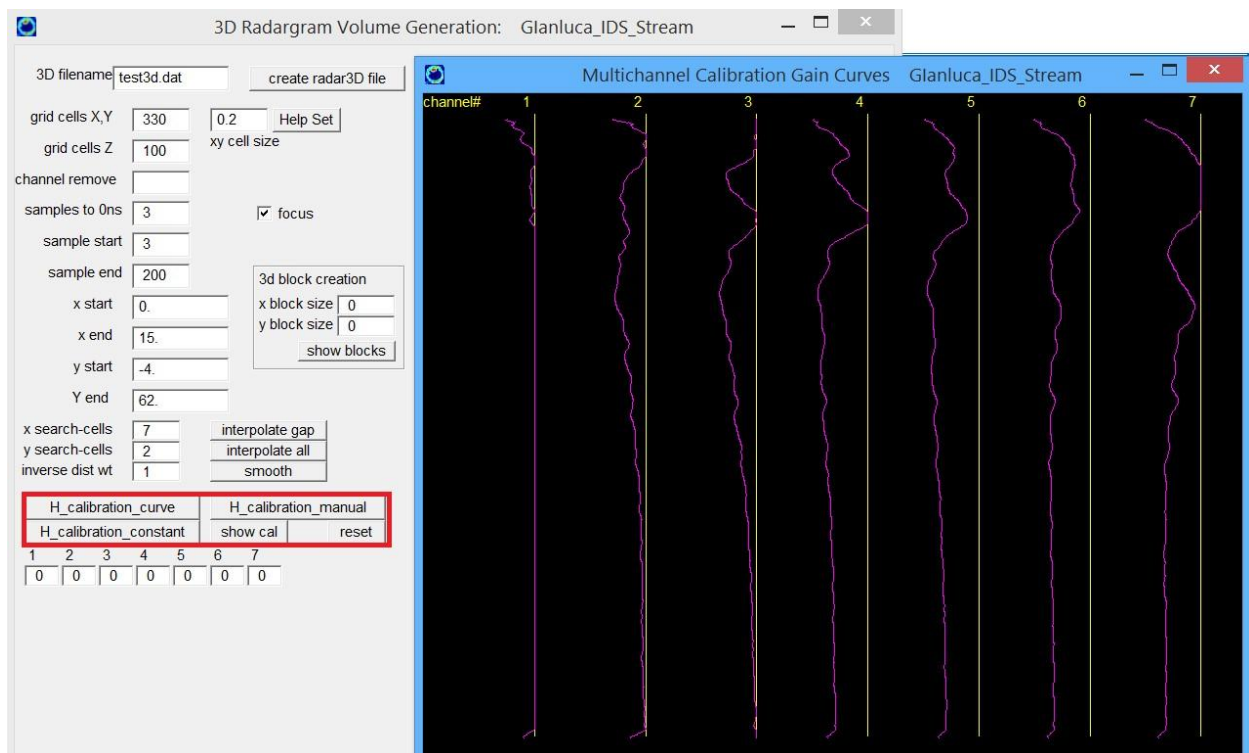 3D Radargram Volume Generation: GIanluca_IDS_Stream
3D filename test3d.dat create radar3D file
grid cells X,Y 330 0.2 Help Set
xy cell size
grid cells Z 100
channel remove
samples to 0ns 3 focus
sample start 3
sample end 200
3d block creation
x start 0.
x block size 0
y block size 0
x end 15.
show blocks
y start -4.
Y end 62.
x search-cells 7 interpolate gap
y search-cells 2 interpolate all
inverse dist wt 1 smooth
H_calibration_curve H_calibration_manual
H_calibration_constant show cal reset
1 2 3 4 5 6 7
0 0 0 0 0 0 0
Multichannel Calibration Gain Curves GIanluca_IDS_Stream
channel# 1 2 3 4 5 6 7